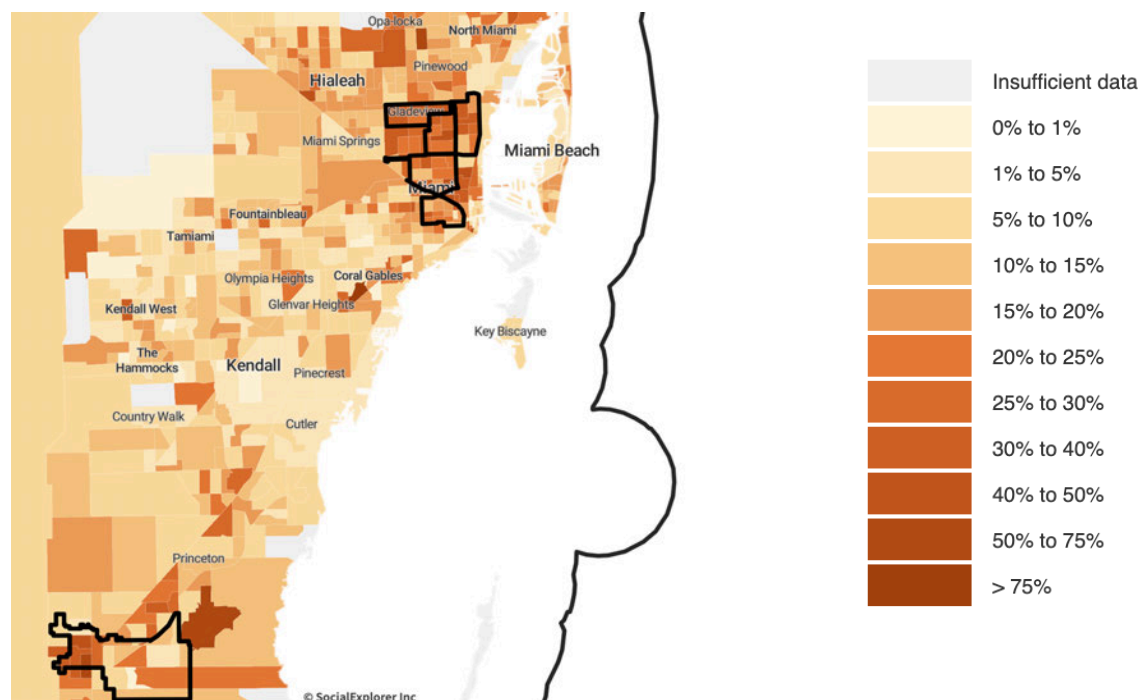 Opa-locka
North Miami
Pinewood
Hialeah
Gladeview
Miami Springs
Miami Beach
Miami
Fountainbleau
Tamiami
Olympia Heights
Coral Gables
Glenvar Heights
Kendall West
Key Biscayne
The
Hammocks
Kendall
Pinecrest
Country Walk
Cutler
Princeton
© SocialExplorer Inc
Insufficient data
0% to 1%
1% to 5%
5% to 10%
10% to 15%
15% to 20%
20% to 25%
25% to 30%
30% to 40%
40% to 50%
50% to 75%
> 75%